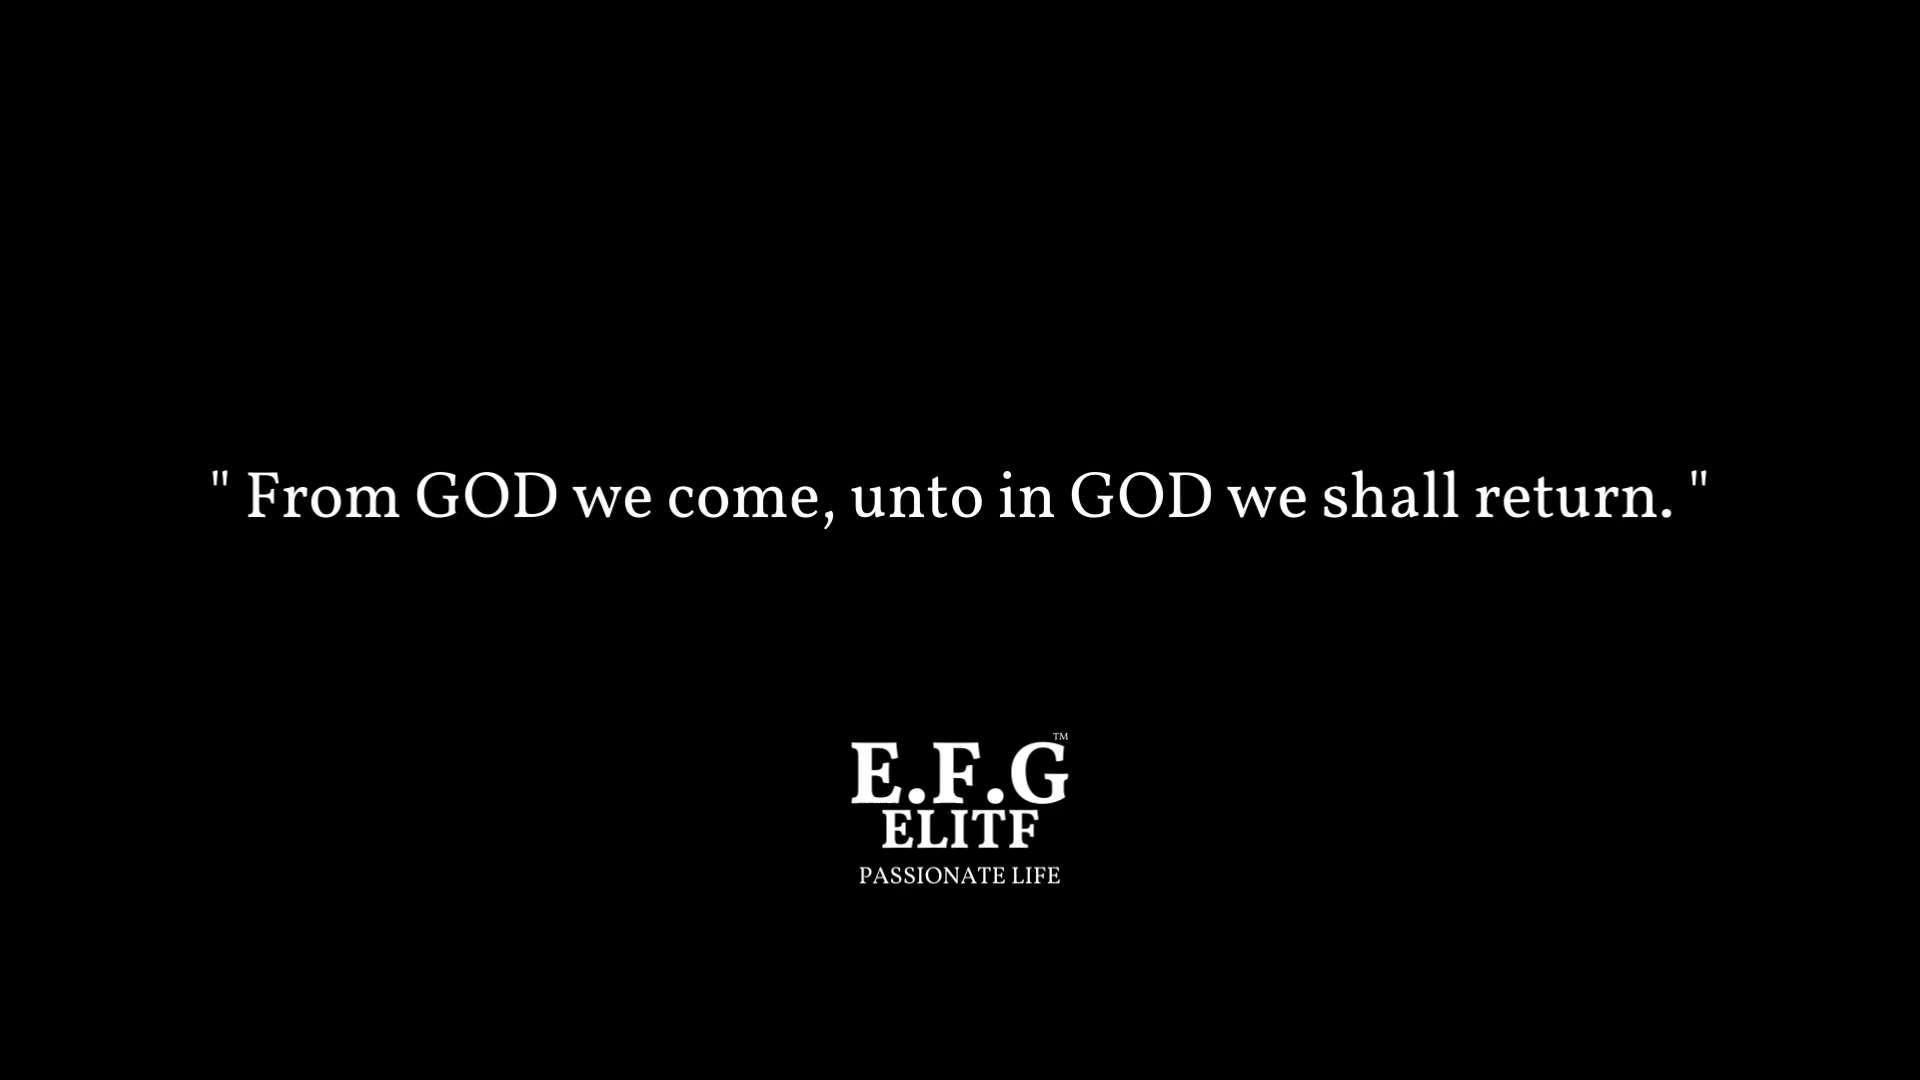 " From GOD we come, unto in GOD we shall return. "
E.F.G™
ELITF
PASSIONATE LIFE